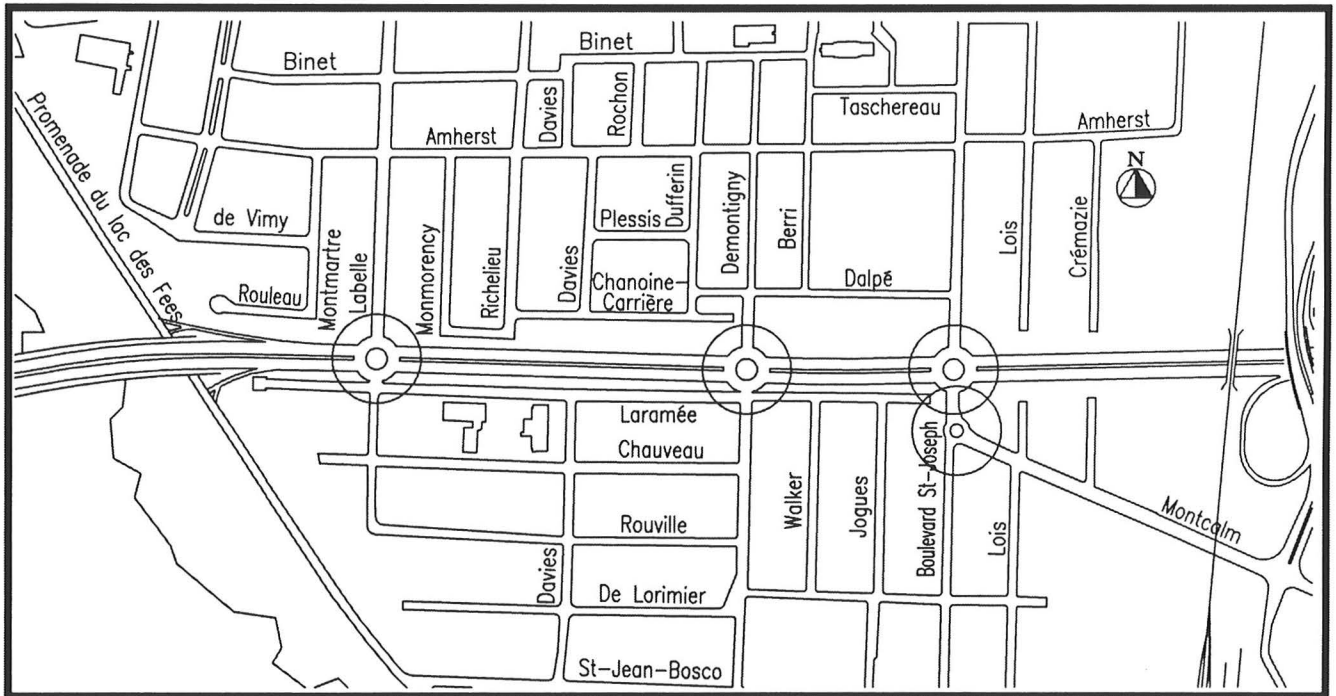 Binet
Binet
Promenade du lac des Fees
Davies
Rochon
Taschereau
Amherst
Amherst
N
de Vimy
Plessis
Dufferin
Demontigny
Berri
Lois
Crémazie
Montmartre
Labelle
Monmorency
Richelieu
Davies
Chanoine-
Carrière
Dalpé
Rouleau
Laramée
Chauveau
Boulevard St-Joseph
Walker
Jogues
Rouville
Lois
Montcalm
Davies
De Lorimier
St-Jean-Bosco